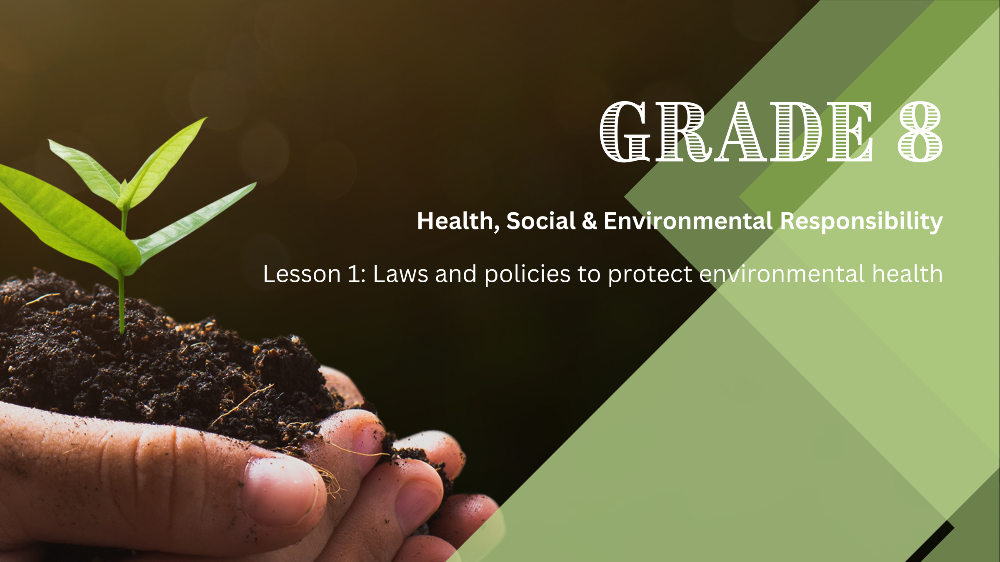 GRADE 8
Health, Social & Environmental Responsibility
Lesson 1: Laws and policies to protect environmental health